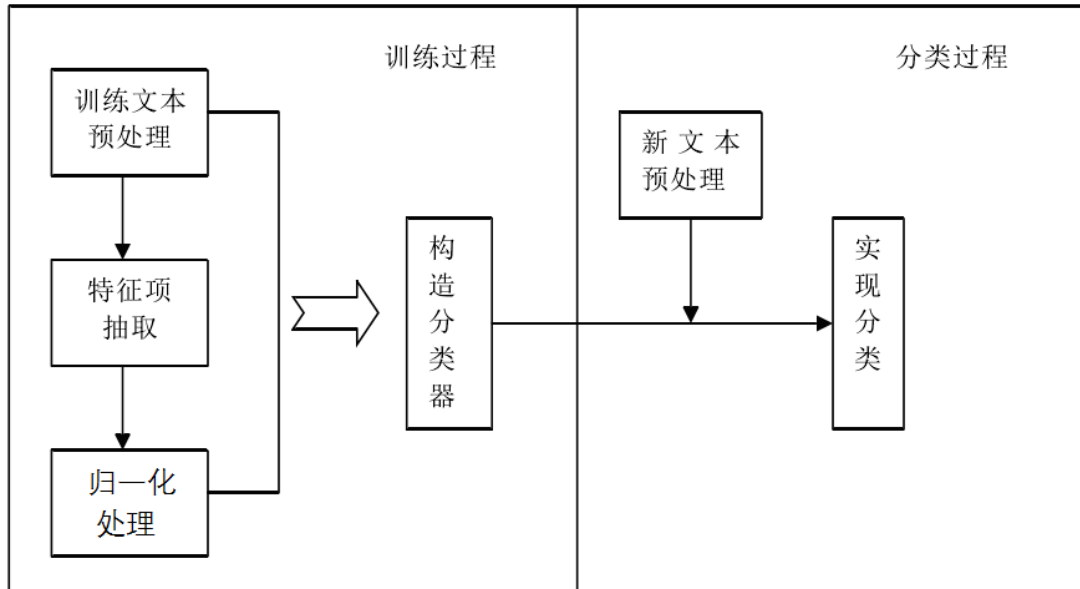 训练过程
训练文本
预处理
特征项
抽取
归一化
处理
构造分类器
分类过程
新文本
预处理
实现分类